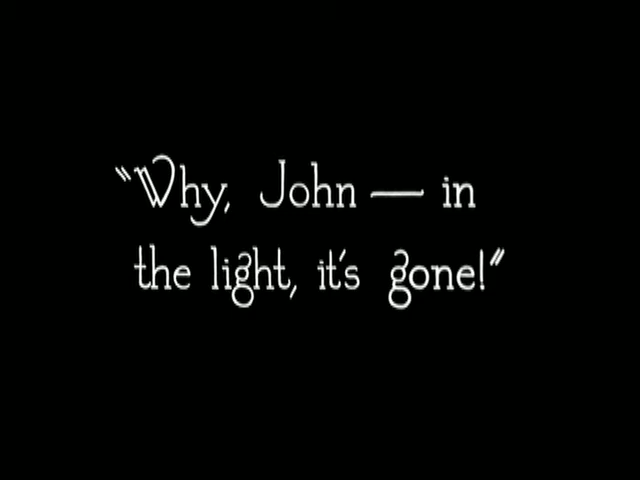 "Why, John — in
the light, it's gone!"